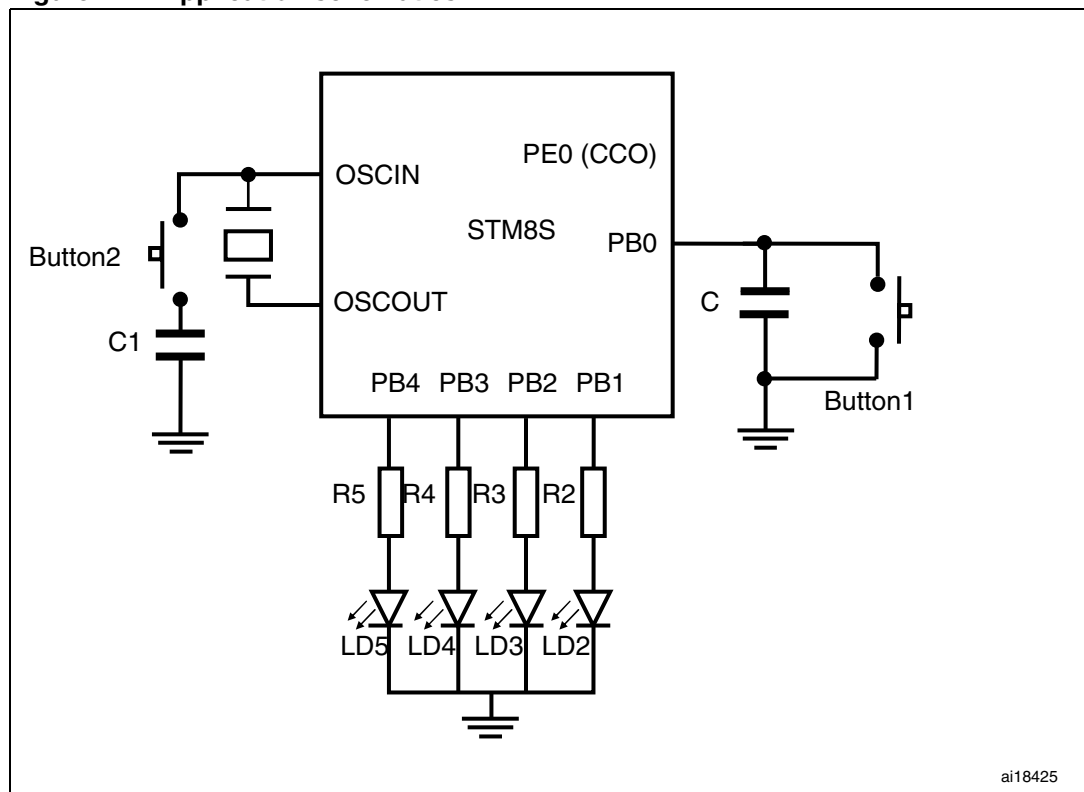 OSCIN
PE0 (CCO)
STM8S
PB0
Button2
OSCOUT
C
C1
PB4 PB3 PB2 PB1
Button1
R5 R4 R3 R2
LD5 LD4 LD3 LD2
ai18425